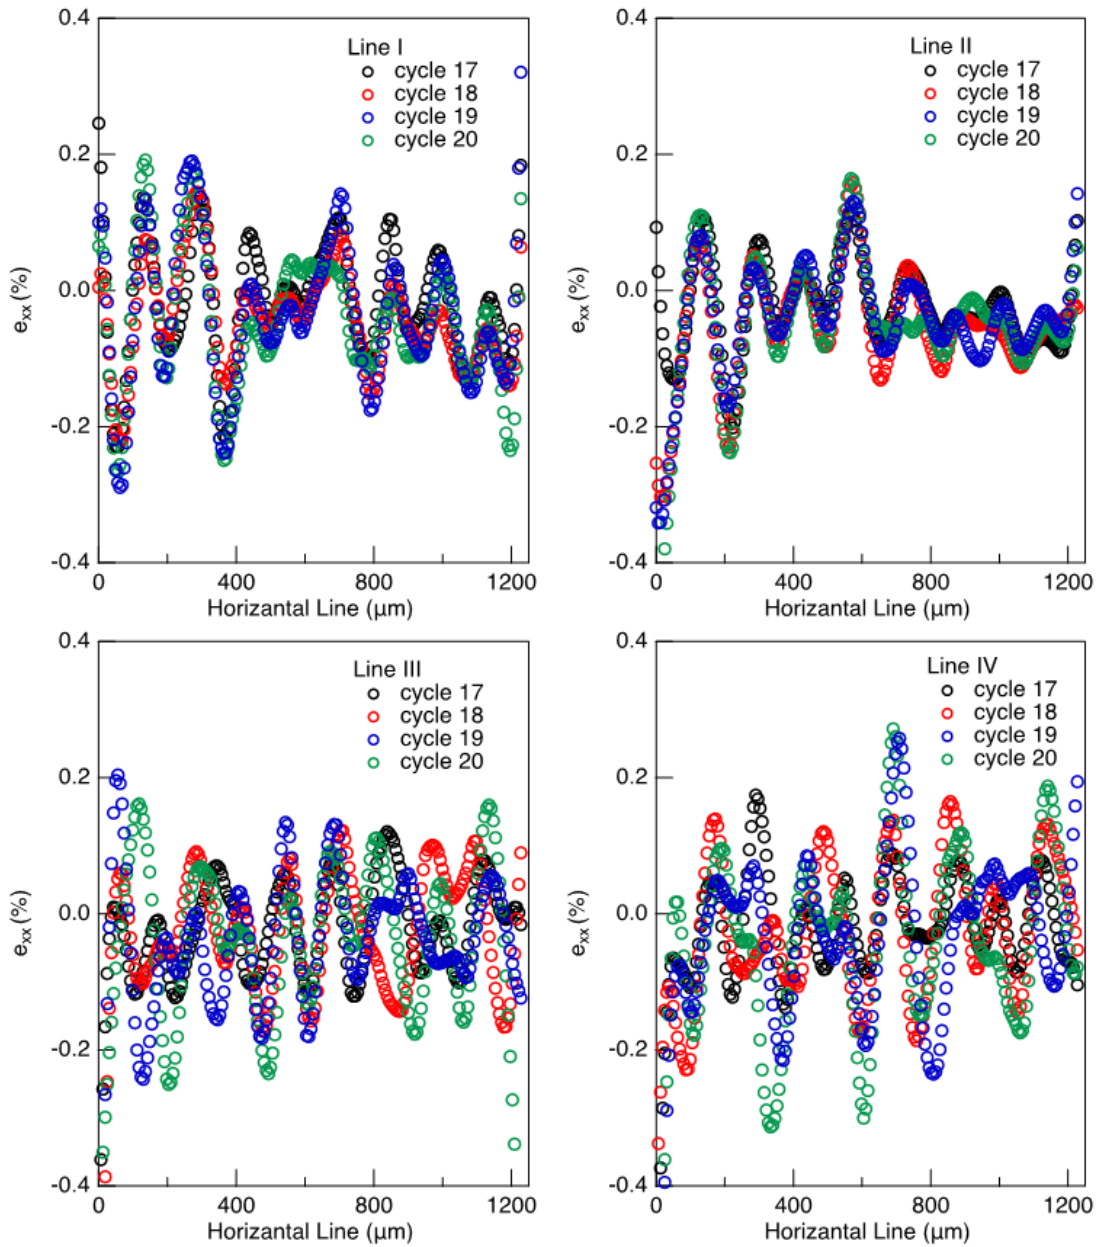 0.4
0.2
0.0
-0.2
-0.4
exx (%)
Line I
cycle 17
cycle 18
cycle 19
cycle 20
0 400 800 1200
Horizantal Line (μm)
0.4
0.2
0.0
-0.2
-0.4
exx (%)
Line II
cycle 17
cycle 18
cycle 19
cycle 20
0 400 800 1200
Horizantal Line (μm)
0.4
0.2
0.0
-0.2
-0.4
exx (%)
Line III
cycle 17
cycle 18
cycle 19
cycle 20
0 400 800 1200
Horizantal Line (μm)
0.4
0.2
0.0
-0.2
-0.4
exx (%)
Line IV
cycle 17
cycle 18
cycle 19
cycle 20
0 400 800 1200
Horizantal Line (μm)